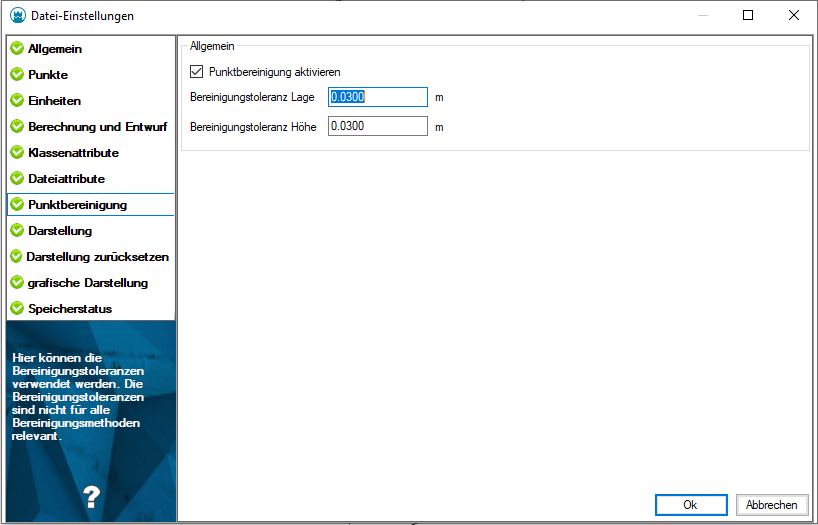 Datei-Einstellungen
Allgemein
Punkte
Einheiten
Berechnung und Entwurf
Klassenattribute
Dateiattribute
Punktbereinigung
Darstellung
Darstellung zurücksetzen
grafische Darstellung
Speicherstatus
Hier können die
Bereinigungstoleranzen
verwendet werden. Die
Bereinigungstoleranzen
sind nicht für alle
Bereinigungsmethoden
relevant.
?
Allgemein
Punktbereinigung aktivieren
Bereinigungstoleranz Lage 0.0300 m
Bereinigungstoleranz Höhe 0.0300 m
Ok Abbrechen